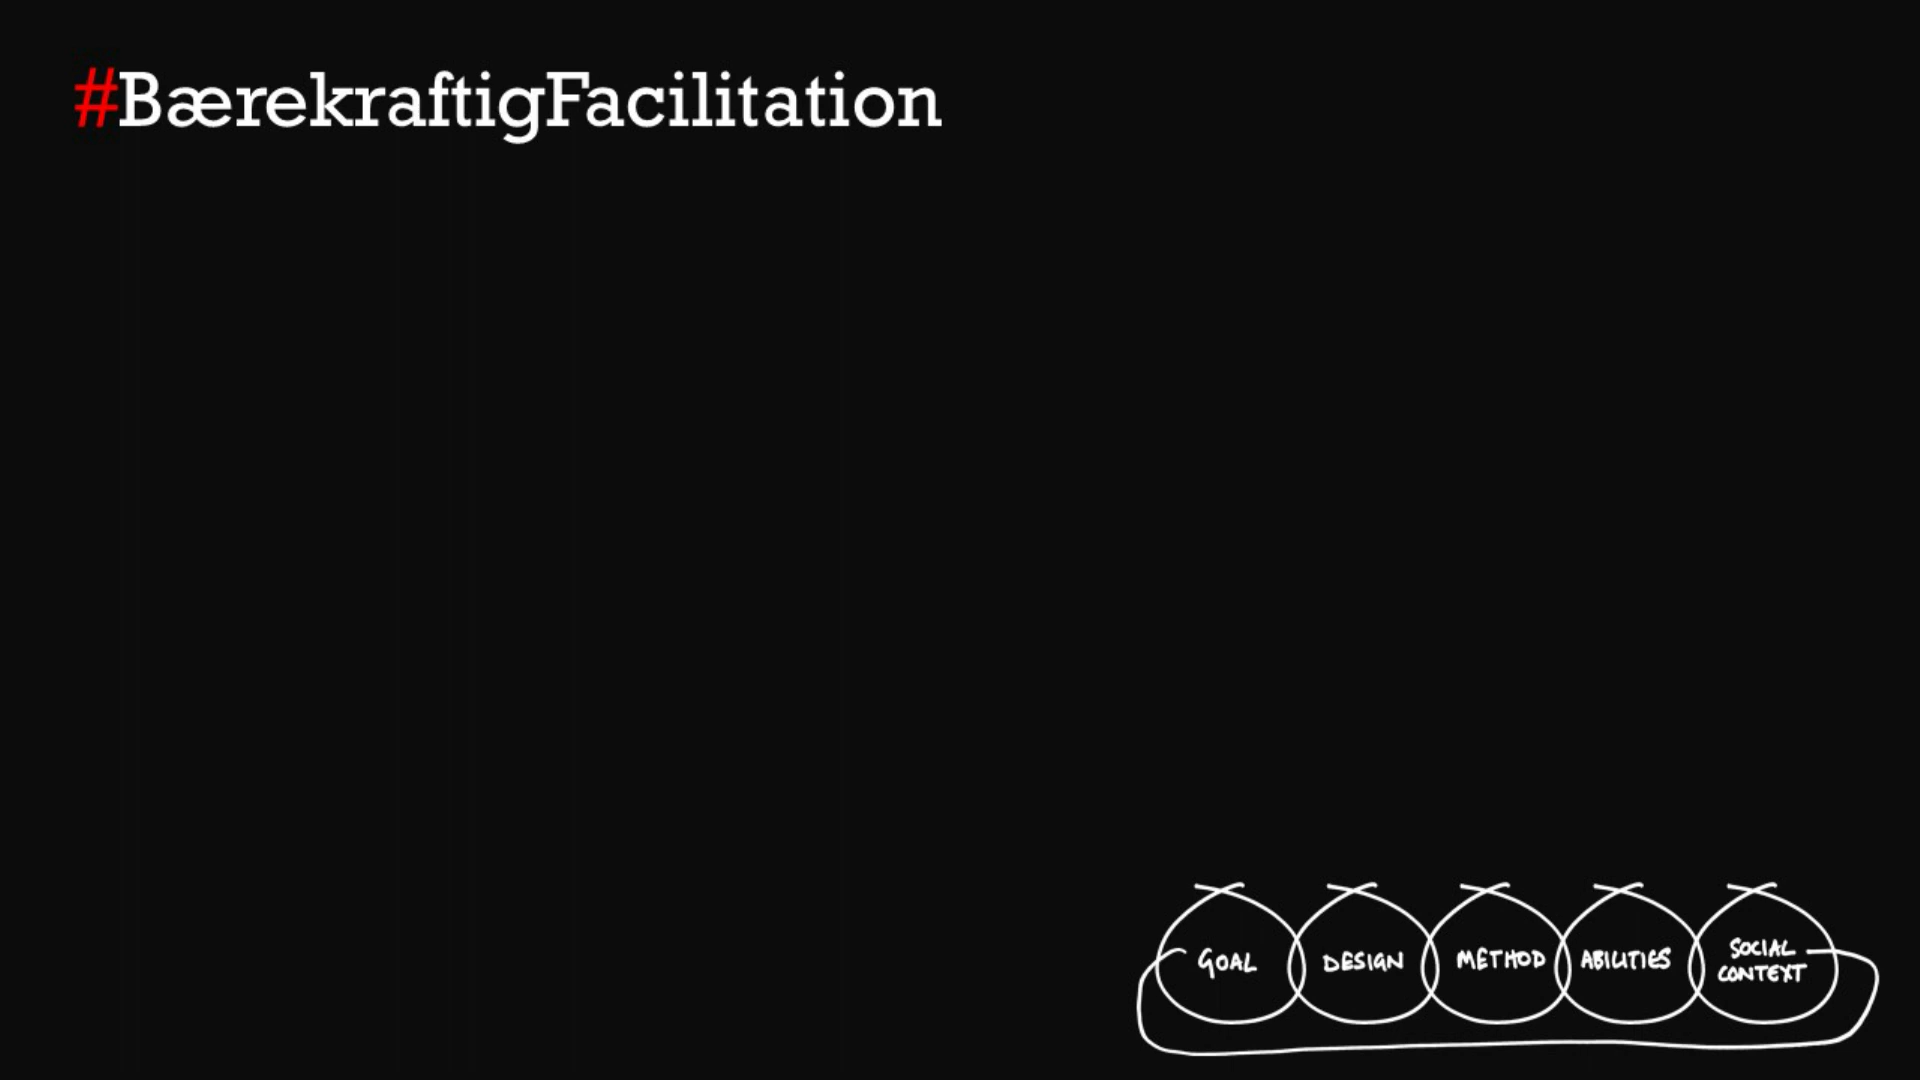 #BærekraftigFacilitation
GOAL
DESIGN
METHOD
ABILITIES
SOCIAL
CONTEXT